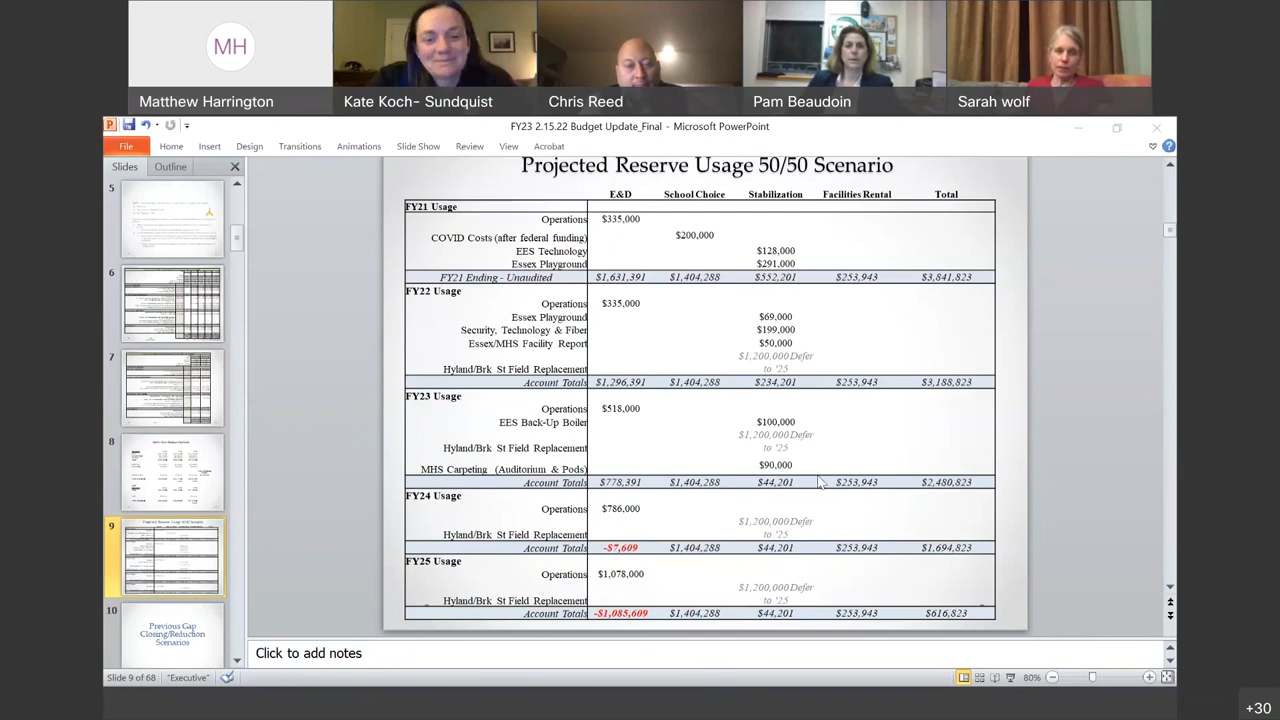 MH
Matthew Harrington
Kate Koch- Sundquist
Chris Reed
Pam Beaudoin
Sarah wolf
FY23 2.15.22 Budget Update_Final - Microsoft PowerPoint
File Home Insert Design Transitions Animations Slide Show Review View Acrobat
Slides Outline
Projected Reserve Usage 50/50 Scenario
E&D School Choice Stabilization Facilities Rental Total
FY21 Usage
Operations $335,000
COVID Costs (after federal funding) $200,000
EES Technology $128,000
Essex Playground $291,000
FY21 Ending - Unaudited $1,631,391 $1,404,288 $552,201 $253,943 $3,841,823
FY22 Usage
Operations $335,000
Essex Playground $69,000
Security, Technology & Fiber $199,000
Essex/MHS Facility Report $50,000
$1,200,000 Defer
Hyland/Brk St Field Replacement to '25
Account Totals $1,296,391 $1,404,288 $234,201 $253,943 $3,188,823
FY23 Usage
Operations $518,000
EES Back-Up Boiler $100,000
$1,200,000 Defer
Hyland/Brk St Field Replacement to '25
MHS Carpeting (Auditorium & Pods) $90,000
Account Totals $778,391 $1,404,288 $44,201 $253,943 $2,480,823
FY24 Usage
Operations $786,000
$1,200,000 Defer
Hyland/Brk St Field Replacement to '25
Account Totals -$7,609 $1,404,288 $44,201 $253,943 $1,694,823
FY25 Usage
Operations $1,078,000
$1,200,000 Defer
Hyland/Brk St Field Replacement to '25
Account Totals -$1,085,609 $1,404,288 $44,201 $253,943 $616,823
5
6
7
8
9
Projected Reserve Usage 50/50 Scenario
10
Previous Gap
Closing/Reduction
Scenarios
Click to add notes
Slide 9 of 68 "Executive" 80%
+30